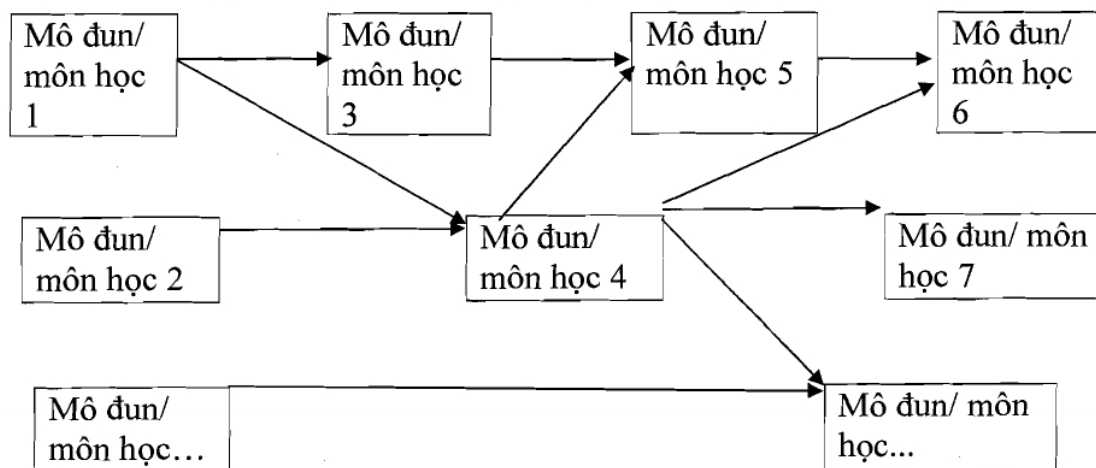 Mô đun/
môn học
1
Mô đun/
môn học
3
Mô đun/
môn học 5
Mô đun/
môn học
6
Mô đun/
môn học 2
Mô đun/
môn học 4
Mô đun/ môn
học 7
Mô đun/
môn học…
Mô đun/ môn
học...